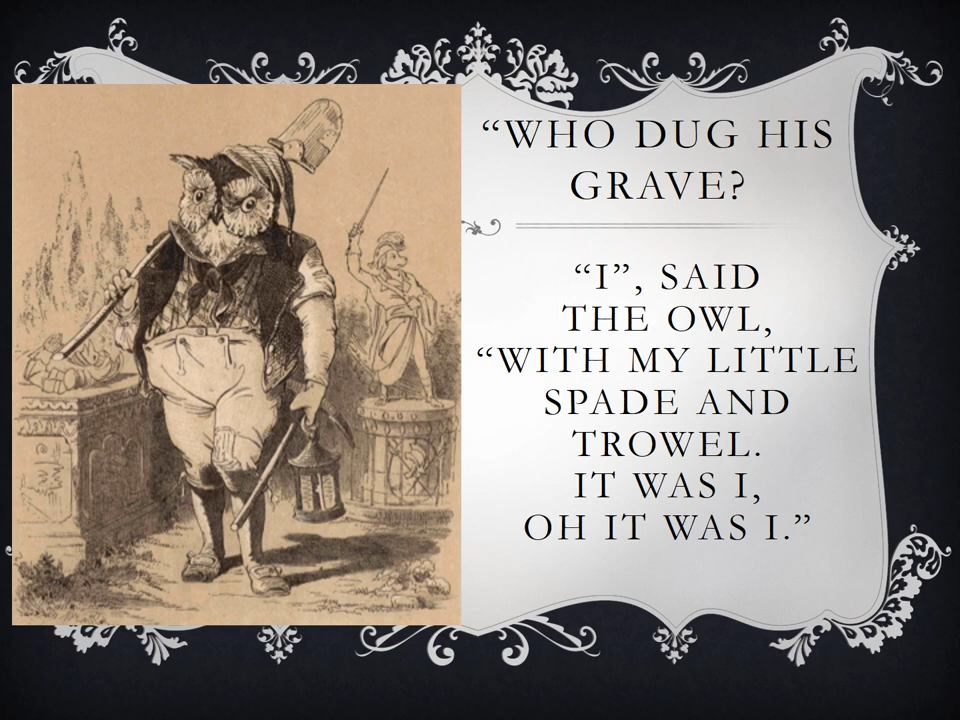 “WHO DUG HIS
GRAVE?
“I”, SAID
THE OWL,
“WITH MY LITTLE
SPADE AND
TROWEL.
IT WAS I,
OH IT WAS I.”